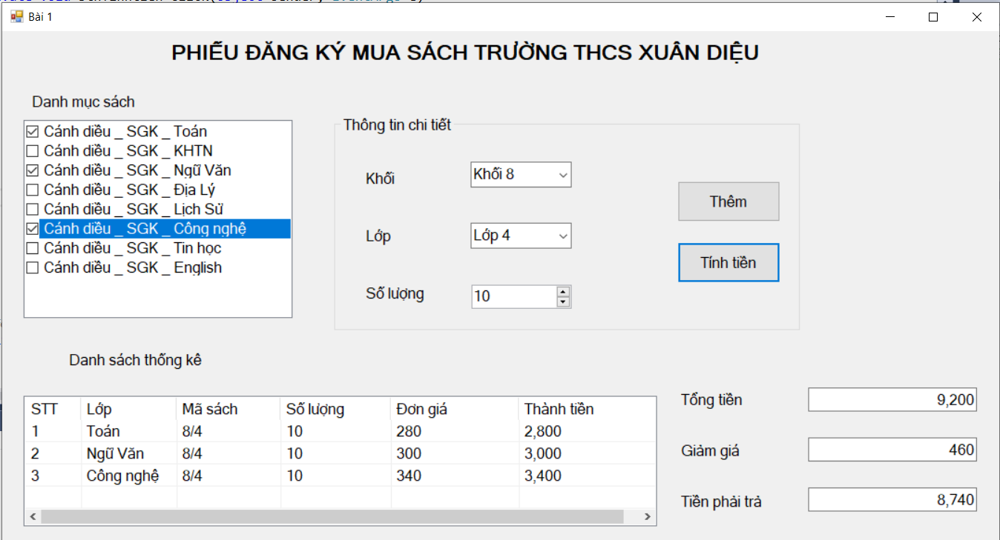 Bài 1
PHIẾU ĐĂNG KÝ MUA SÁCH TRƯỜNG THCS XUÂN DIỆU
Danh mục sách
Cánh diều _ SGK _ Toán
Cánh diều _ SGK _ KHTN
Cánh diều _ SGK _ Ngữ Văn
Cánh diều _ SGK _ Địa Lý
Cánh diều _ SGK _ Lịch Sử
Cánh diều _ SGK _ Công nghệ
Cánh diều _ SGK _ Tin học
Cánh diều _ SGK _ English
Thông tin chi tiết
Khối Khối 8
Lớp Lớp 4
Số lượng 10
Thêm
Tính tiền
Danh sách thống kê
STT Lớp Mã sách Số lượng Đơn giá Thành tiền
1 Toán 8/4 10 280 2,800
2 Ngữ Văn 8/4 10 300 3,000
3 Công nghệ 8/4 10 340 3,400
Tổng tiền 9,200
Giảm giá 460
Tiền phải trả 8,740